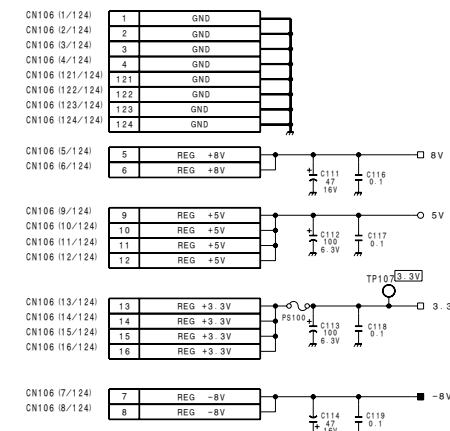 CN106 (1/124) 1 GND
CN106 (2/124) 2 GND
CN106 (3/124) 3 GND
CN106 (4/124) 4 GND
CN106 (121/124) 121 GND
CN106 (122/124) 122 GND
CN106 (123/124) 123 GND
CN106 (124/124) 124 GND
CN106 (5/124) 5 REG +8V 8V
CN106 (6/124) 6 REG +8V
+ C111 C116
47 0.1
16V
CN106 (9/124) 9 REG +5V 5V
CN106 (10/124) 10 REG +5V
CN106 (11/124) 11 REG +5V
CN106 (12/124) 12 REG +5V
+ C112 C117
100 0.1
6.3V
TP107 3.3V
CN106 (13/124) 13 REG +3.3V 3.3
CN106 (14/124) 14 REG +3.3V
CN106 (15/124) 15 REG +3.3V
CN106 (16/124) 16 REG +3.3V
PS100
+ C113 C118
100 0.1
6.3V
CN106 (7/124) 7 REG -8V -8V
CN106 (8/124) 8 REG -8V
C114 C119
47 0.1
+ 16V